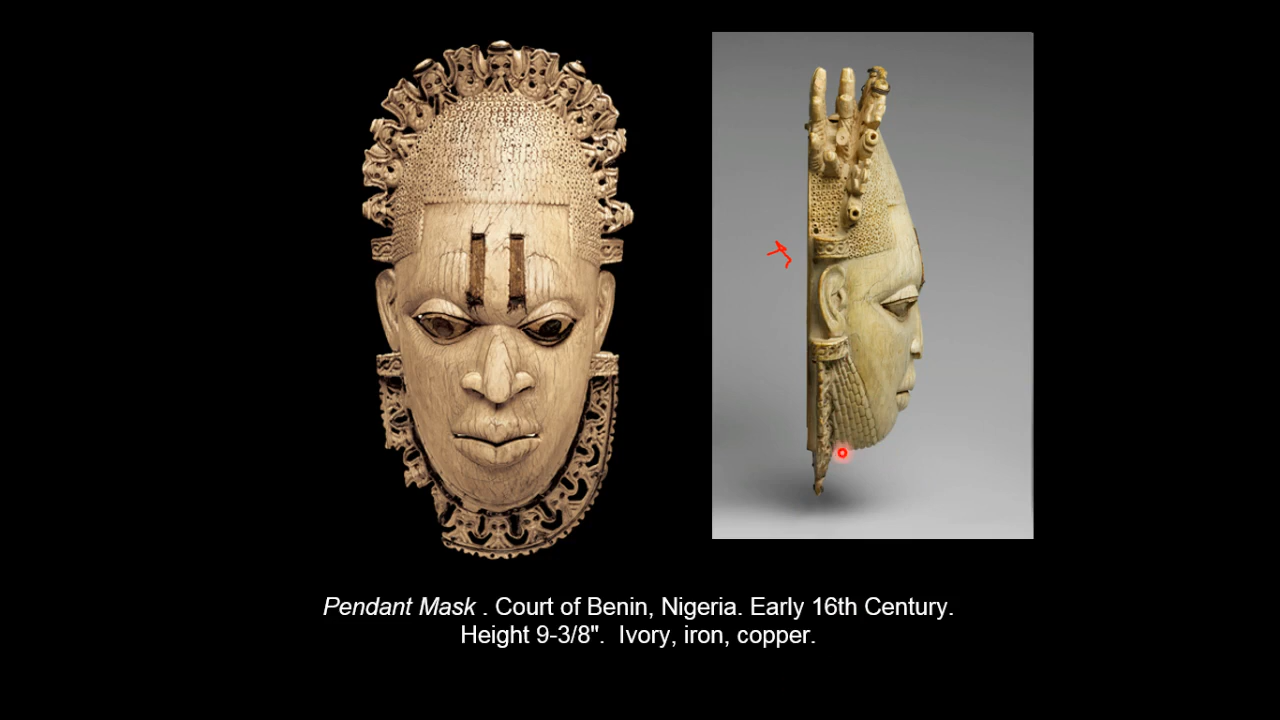 Pendant Mask . Court of Benin, Nigeria. Early 16th Century.
Height 9-3/8".  Ivory, iron, copper.